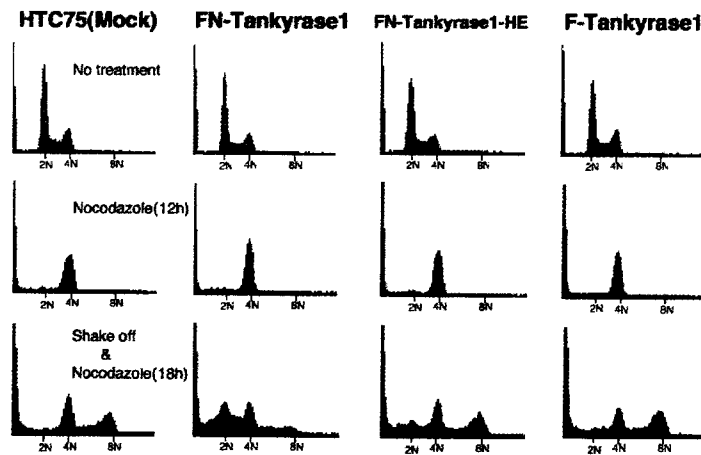 HTC75(Mock) FN-Tankyrase1 FN-Tankyrase1-HE F-Tankyrase1
No treatment
2N 4N 8N 2N 4N 8N 2N 4N 8N 2N 4N 8N
Nocodazole(12h)
2N 4N 8N 2N 4N 8N 2N 4N 8N 2N 4N 8N
Shake off
&
Nocodazole(18h)
2N 4N 8N 2N 4N 8N 2N 4N 8N 2N 4N 8N